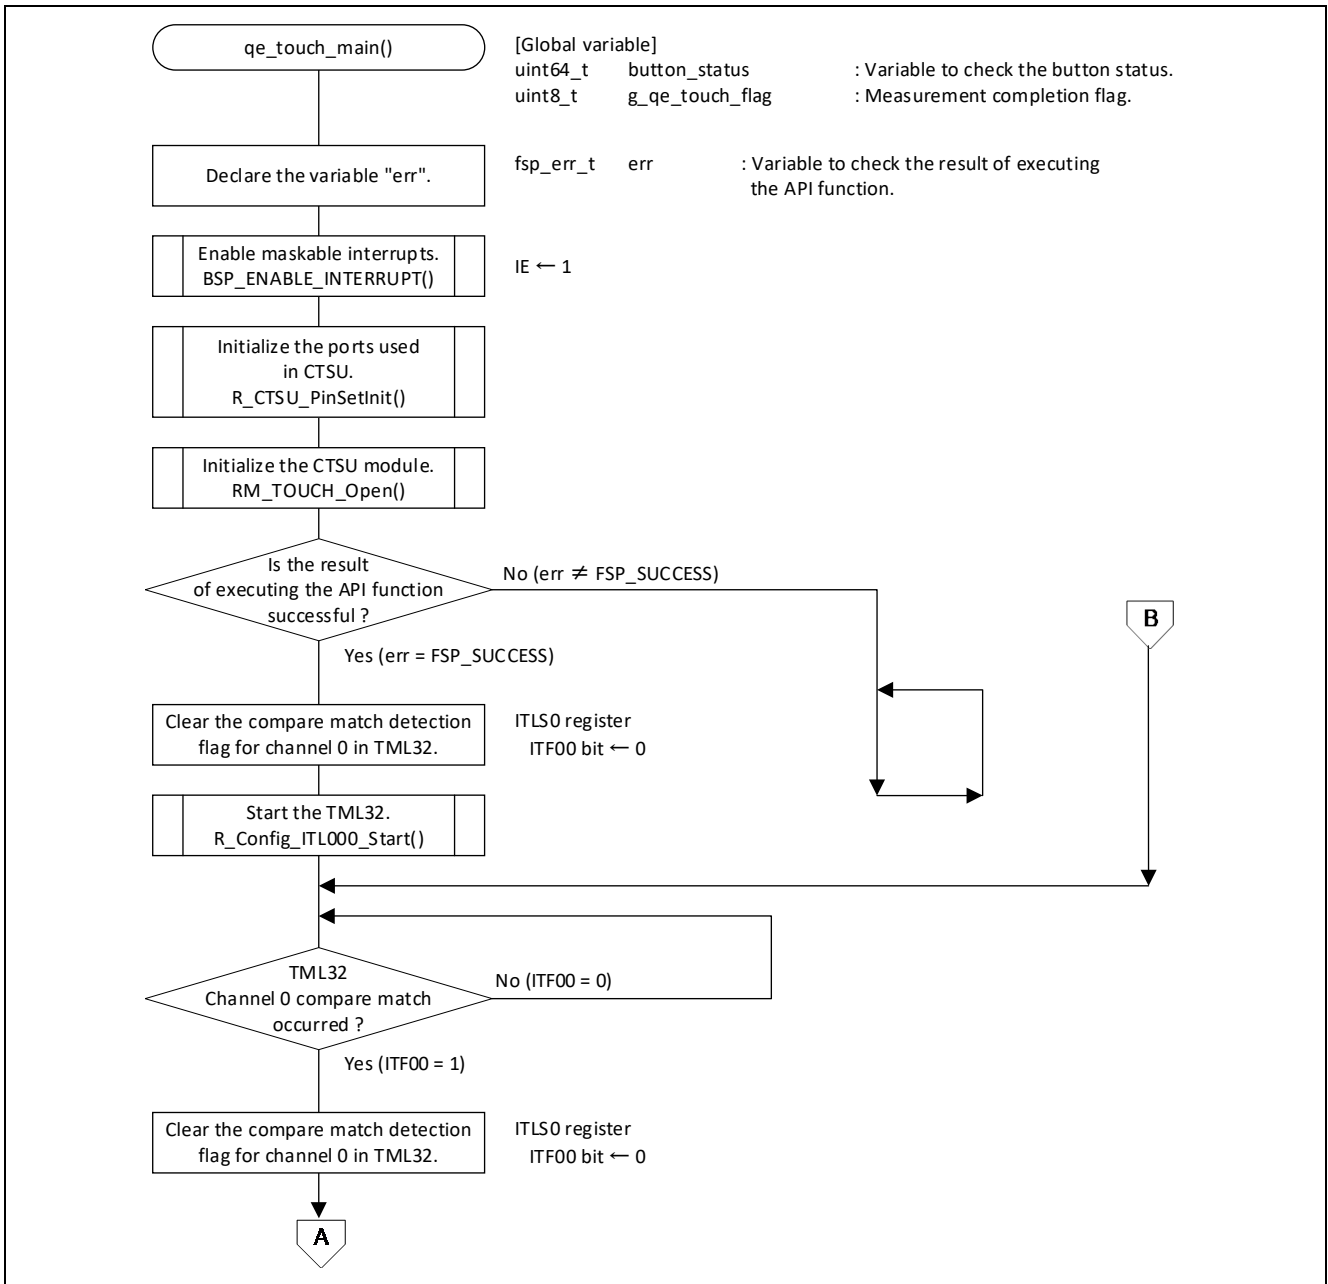 qe_touch_main()
[Global variable]
uint64_t button_status : Variable to check the button status.
uint8_t g_qe_touch_flag : Measurement completion flag.
Declare the variable "err".
fsp_err_t err : Variable to check the result of executing
the API function.
Enable maskable interrupts.
BSP_ENABLE_INTERRUPT()
IE ← 1
Initialize the ports used
in CTSU.
R_CTSU_PinSetInit()
Initialize the CTSU module.
RM_TOUCH_Open()
Is the result
of executing the API function
successful ?
No (err ≠ FSP_SUCCESS)
Yes (err = FSP_SUCCESS)
B
Clear the compare match detection
flag for channel 0 in TML32.
ITLS0 register
ITF00 bit ← 0
Start the TML32.
R_Config_ITL000_Start()
TML32
Channel 0 compare match
occurred ?
No (ITF00 = 0)
Yes (ITF00 = 1)
Clear the compare match detection
flag for channel 0 in TML32.
ITLS0 register
ITF00 bit ← 0
A